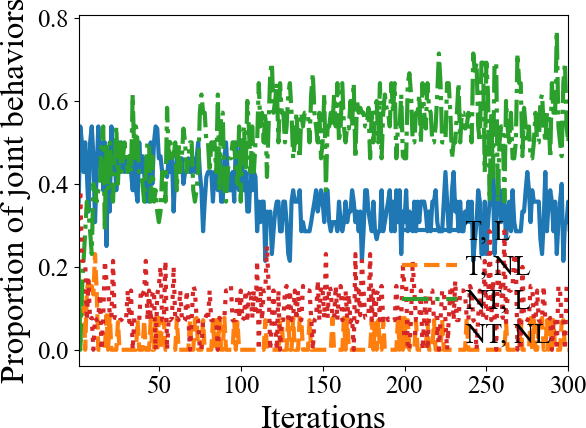 Proportion of joint behaviors
0.8
0.6
0.4
0.2
0.0
T, L
T, NL
NT, L
NT, NL
50
100
150
200
250
300
Iterations